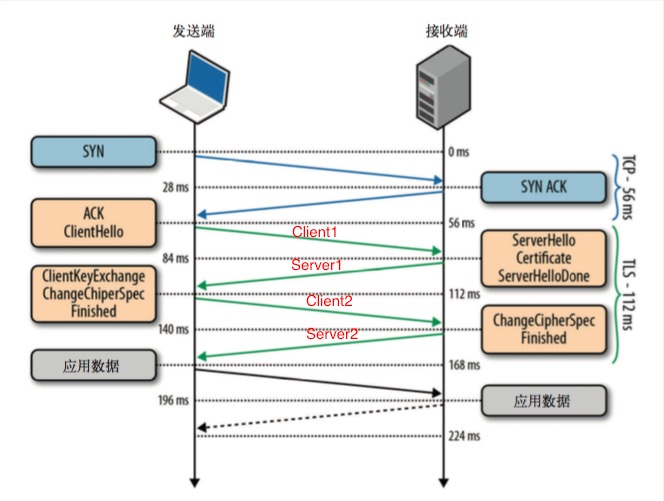 发送端
接收端
SYN
0 ms
28 ms
SYN ACK
TCP - 56 ms
ACK
ClientHello
56 ms
Client1
84 ms
ServerHello
Certificate
ServerHelloDone
Server1
ClientKeyExchange
ChangeChiperSpec
Finished
112 ms
TLS - 112 ms
Client2
140 ms
ChangeCipherSpec
Finished
Server2
应用数据
168 ms
196 ms
应用数据
224 ms